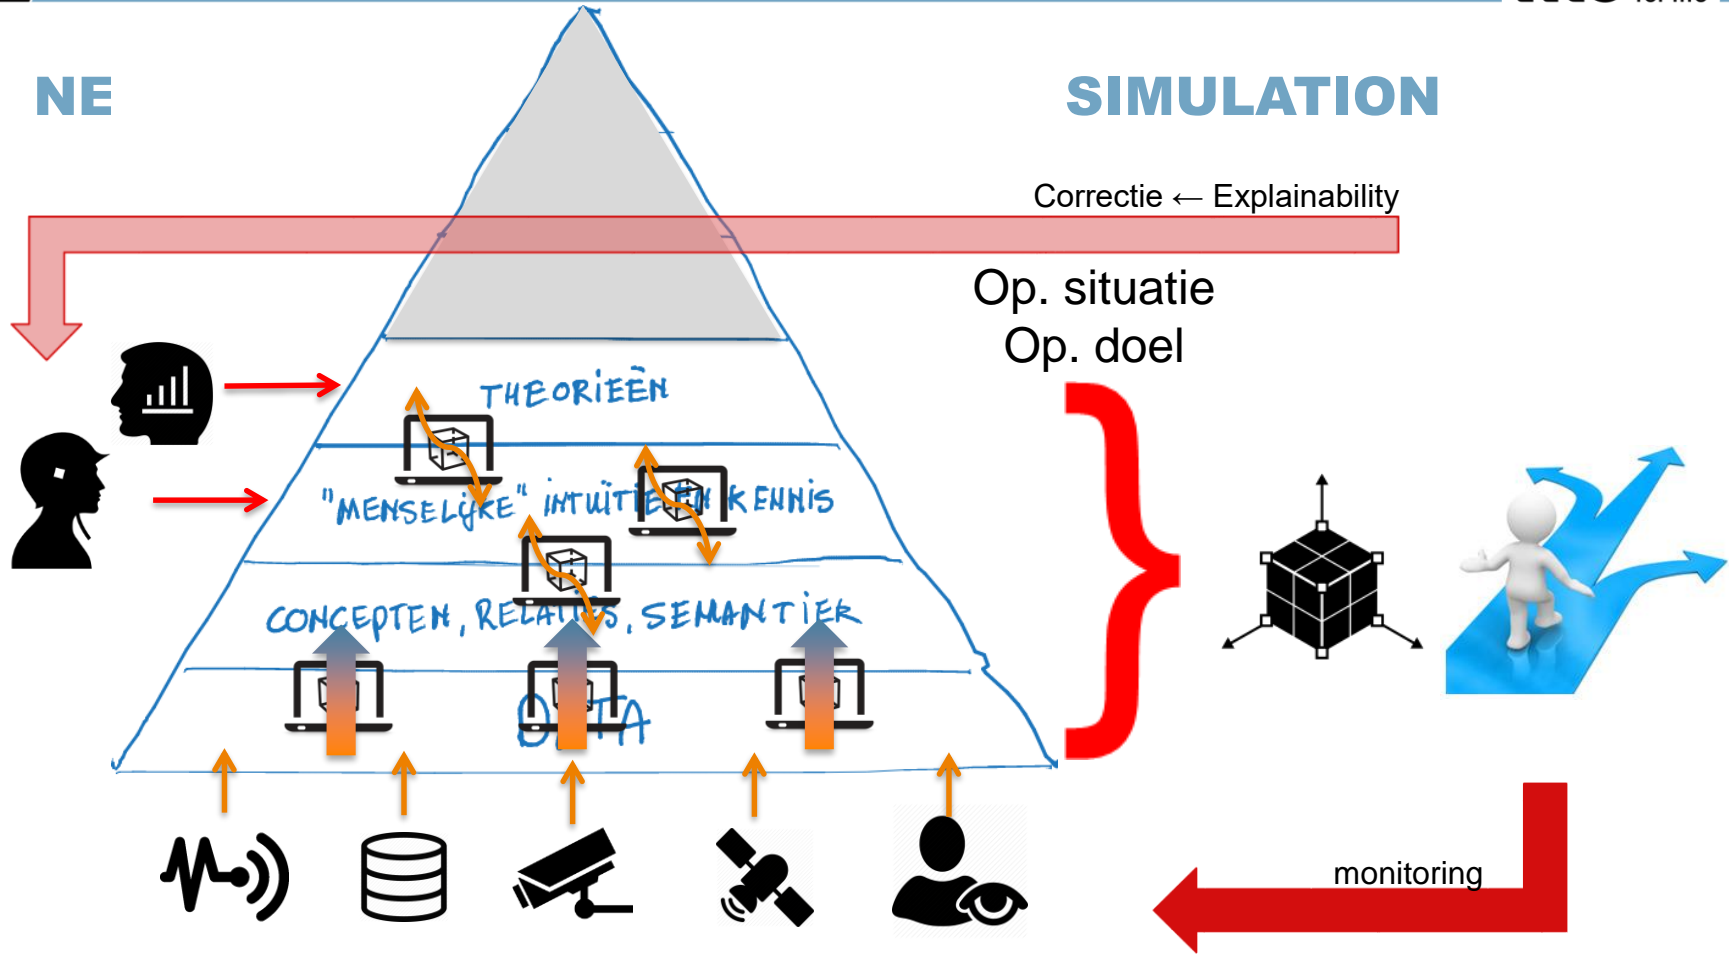 NE
SIMULATION
Correctie ← Explainability
Op. situatie
Op. doel
THEORIEËN
"MENSELIJKE" INTUÏTIE EN KENNIS
CONCEPTEN, RELATIES, SEMANTIEK
DATA
monitoring